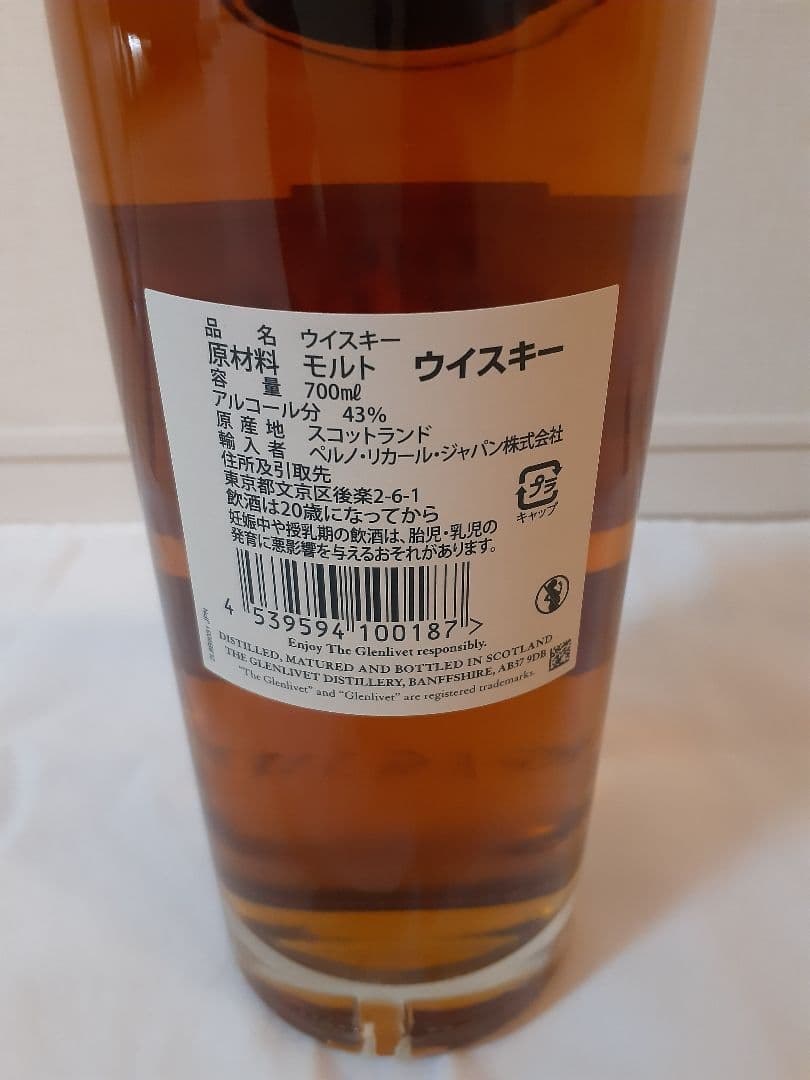 品名 ウイスキー
原材料 モルト ウイスキー
容量 700㎖
アルコール分 43%
原産地 スコットランド
輸入者 ペルノ・リカール・ジャパン株式会社
住所及引取先
東京都文京区後楽2-6-1
飲酒は20歳になってから
妊娠中や授乳期の飲酒は、胎児・乳児の
発育に悪影響を与えるおそれがあります。
プラ
キャップ
4 539594 100187 >
Enjoy The Glenlivet responsibly.
DISTILLED, MATURED AND BOTTLED IN SCOTLAND
THE GLENLIVET DISTILLERY, BANFFSHIRE, AB37 9DB
"The Glenlivet" and "Glenlivet" are registered trademarks.